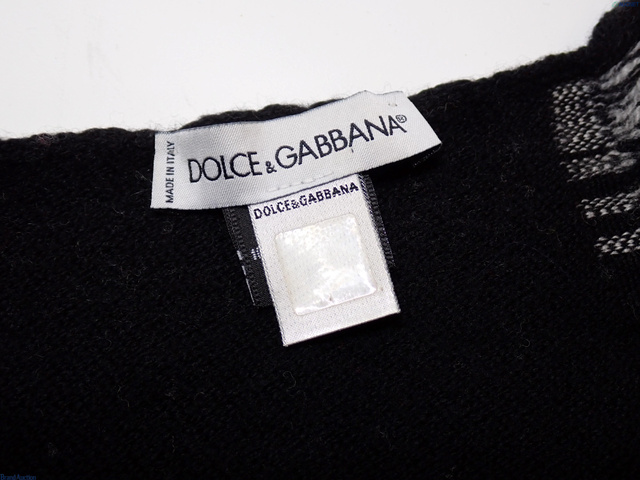 MADE IN ITALY
DOLCE & GABBANA®
DOLCE & GABBANA